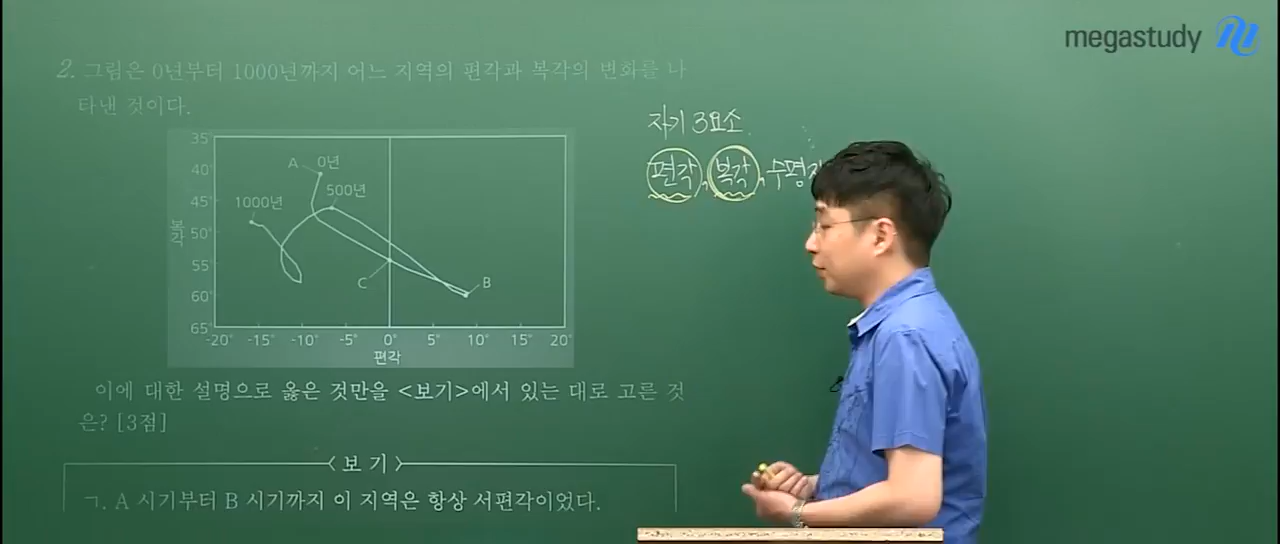 megastudy
2. 그림은 0년부터 1000년까지 어느 지역의 편각과 복각의 변화를 나
타낸 것이다.
35
40˚
45˚
50˚
55˚
60˚
65˚
복각
-20˚ -15˚ -10˚ -5˚ 0˚ 5˚ 10˚ 15˚ 20˚
편각
A 0년
500년
1000년
C
B
이에 대한 설명으로 옳은 것만을 <보기>에서 있는 대로 고른 것
은? [3점]
<보 기>
ㄱ. A 시기부터 B 시기까지 이 지역은 항상 서편각이었다.
자기 3요소
편각, 복각, 수평